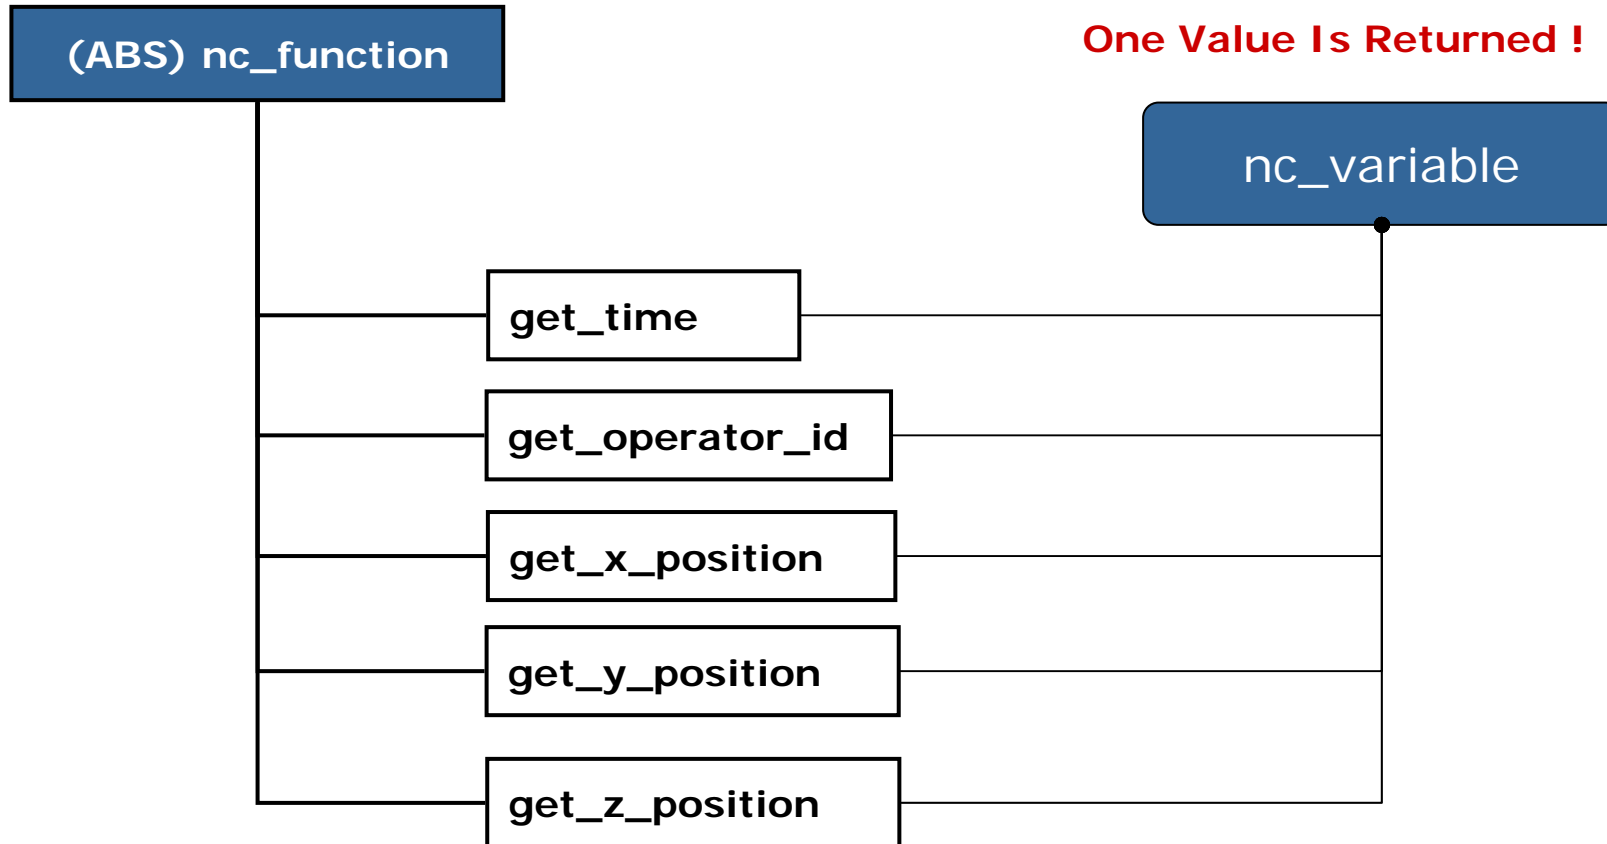 (ABS) nc_function
One Value Is Returned !
nc_variable
get_time
get_operator_id
get_x_position
get_y_position
get_z_position